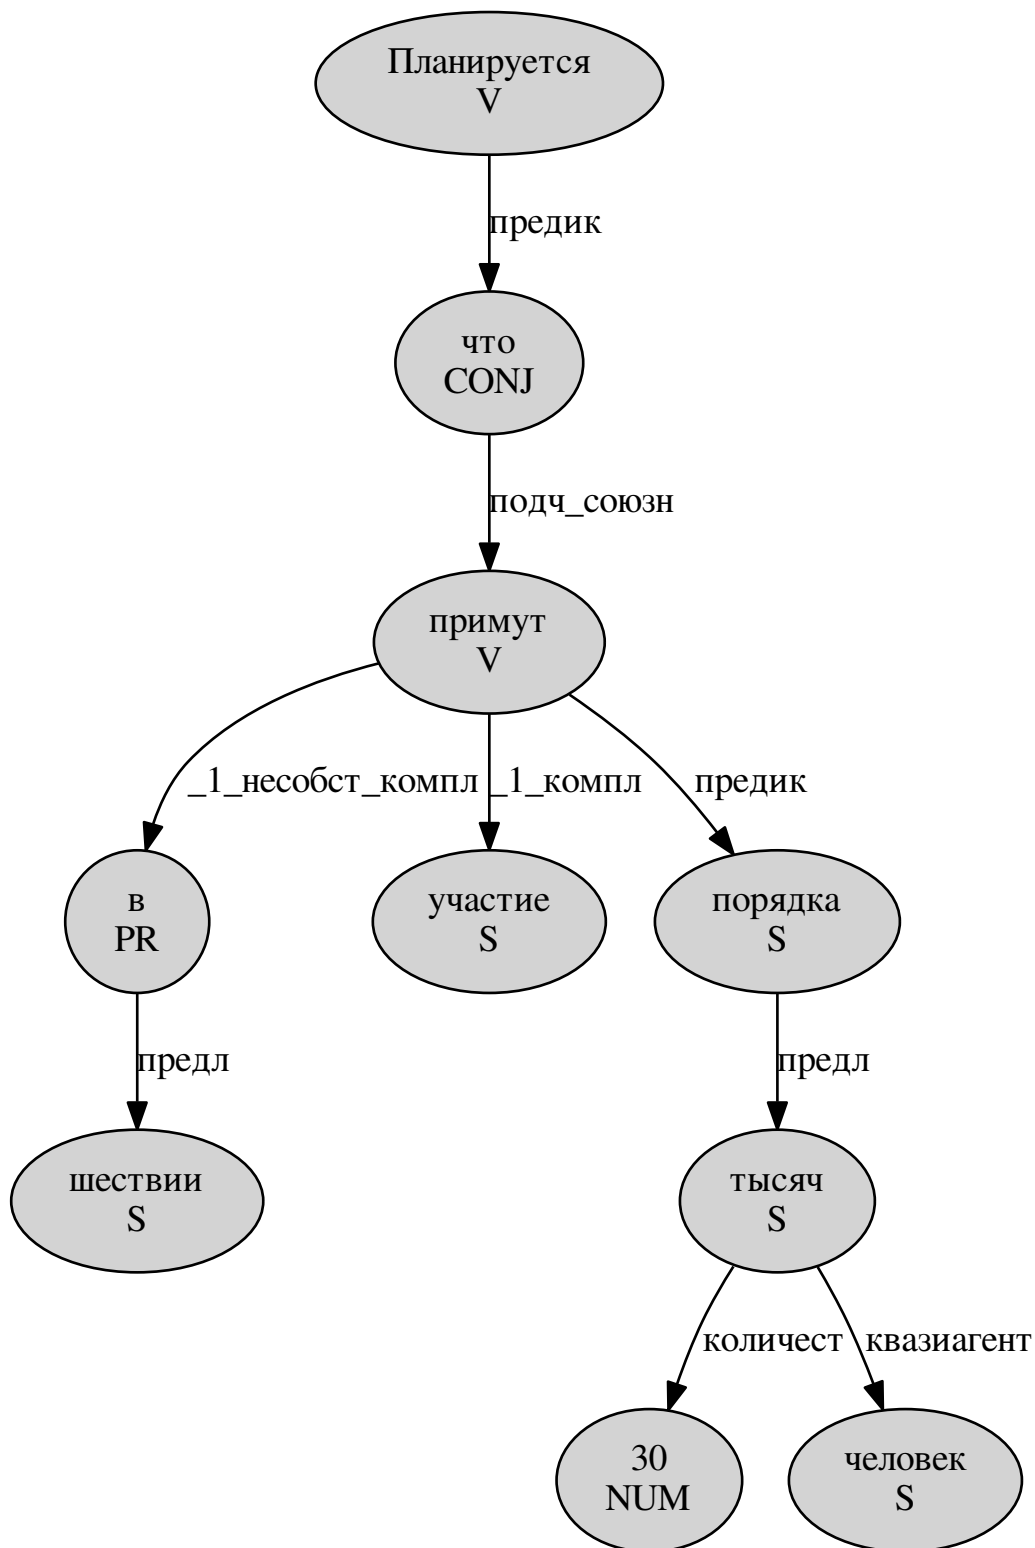 Планируется
V
предик
что
CONJ
подч_союзн
примут
V
_1_несобст_компл
_1_компл
предик
в
PR
участие
S
порядка
S
предл
предл
шествии
S
тысяч
S
количест
квазиагент
30
NUM
человек
S